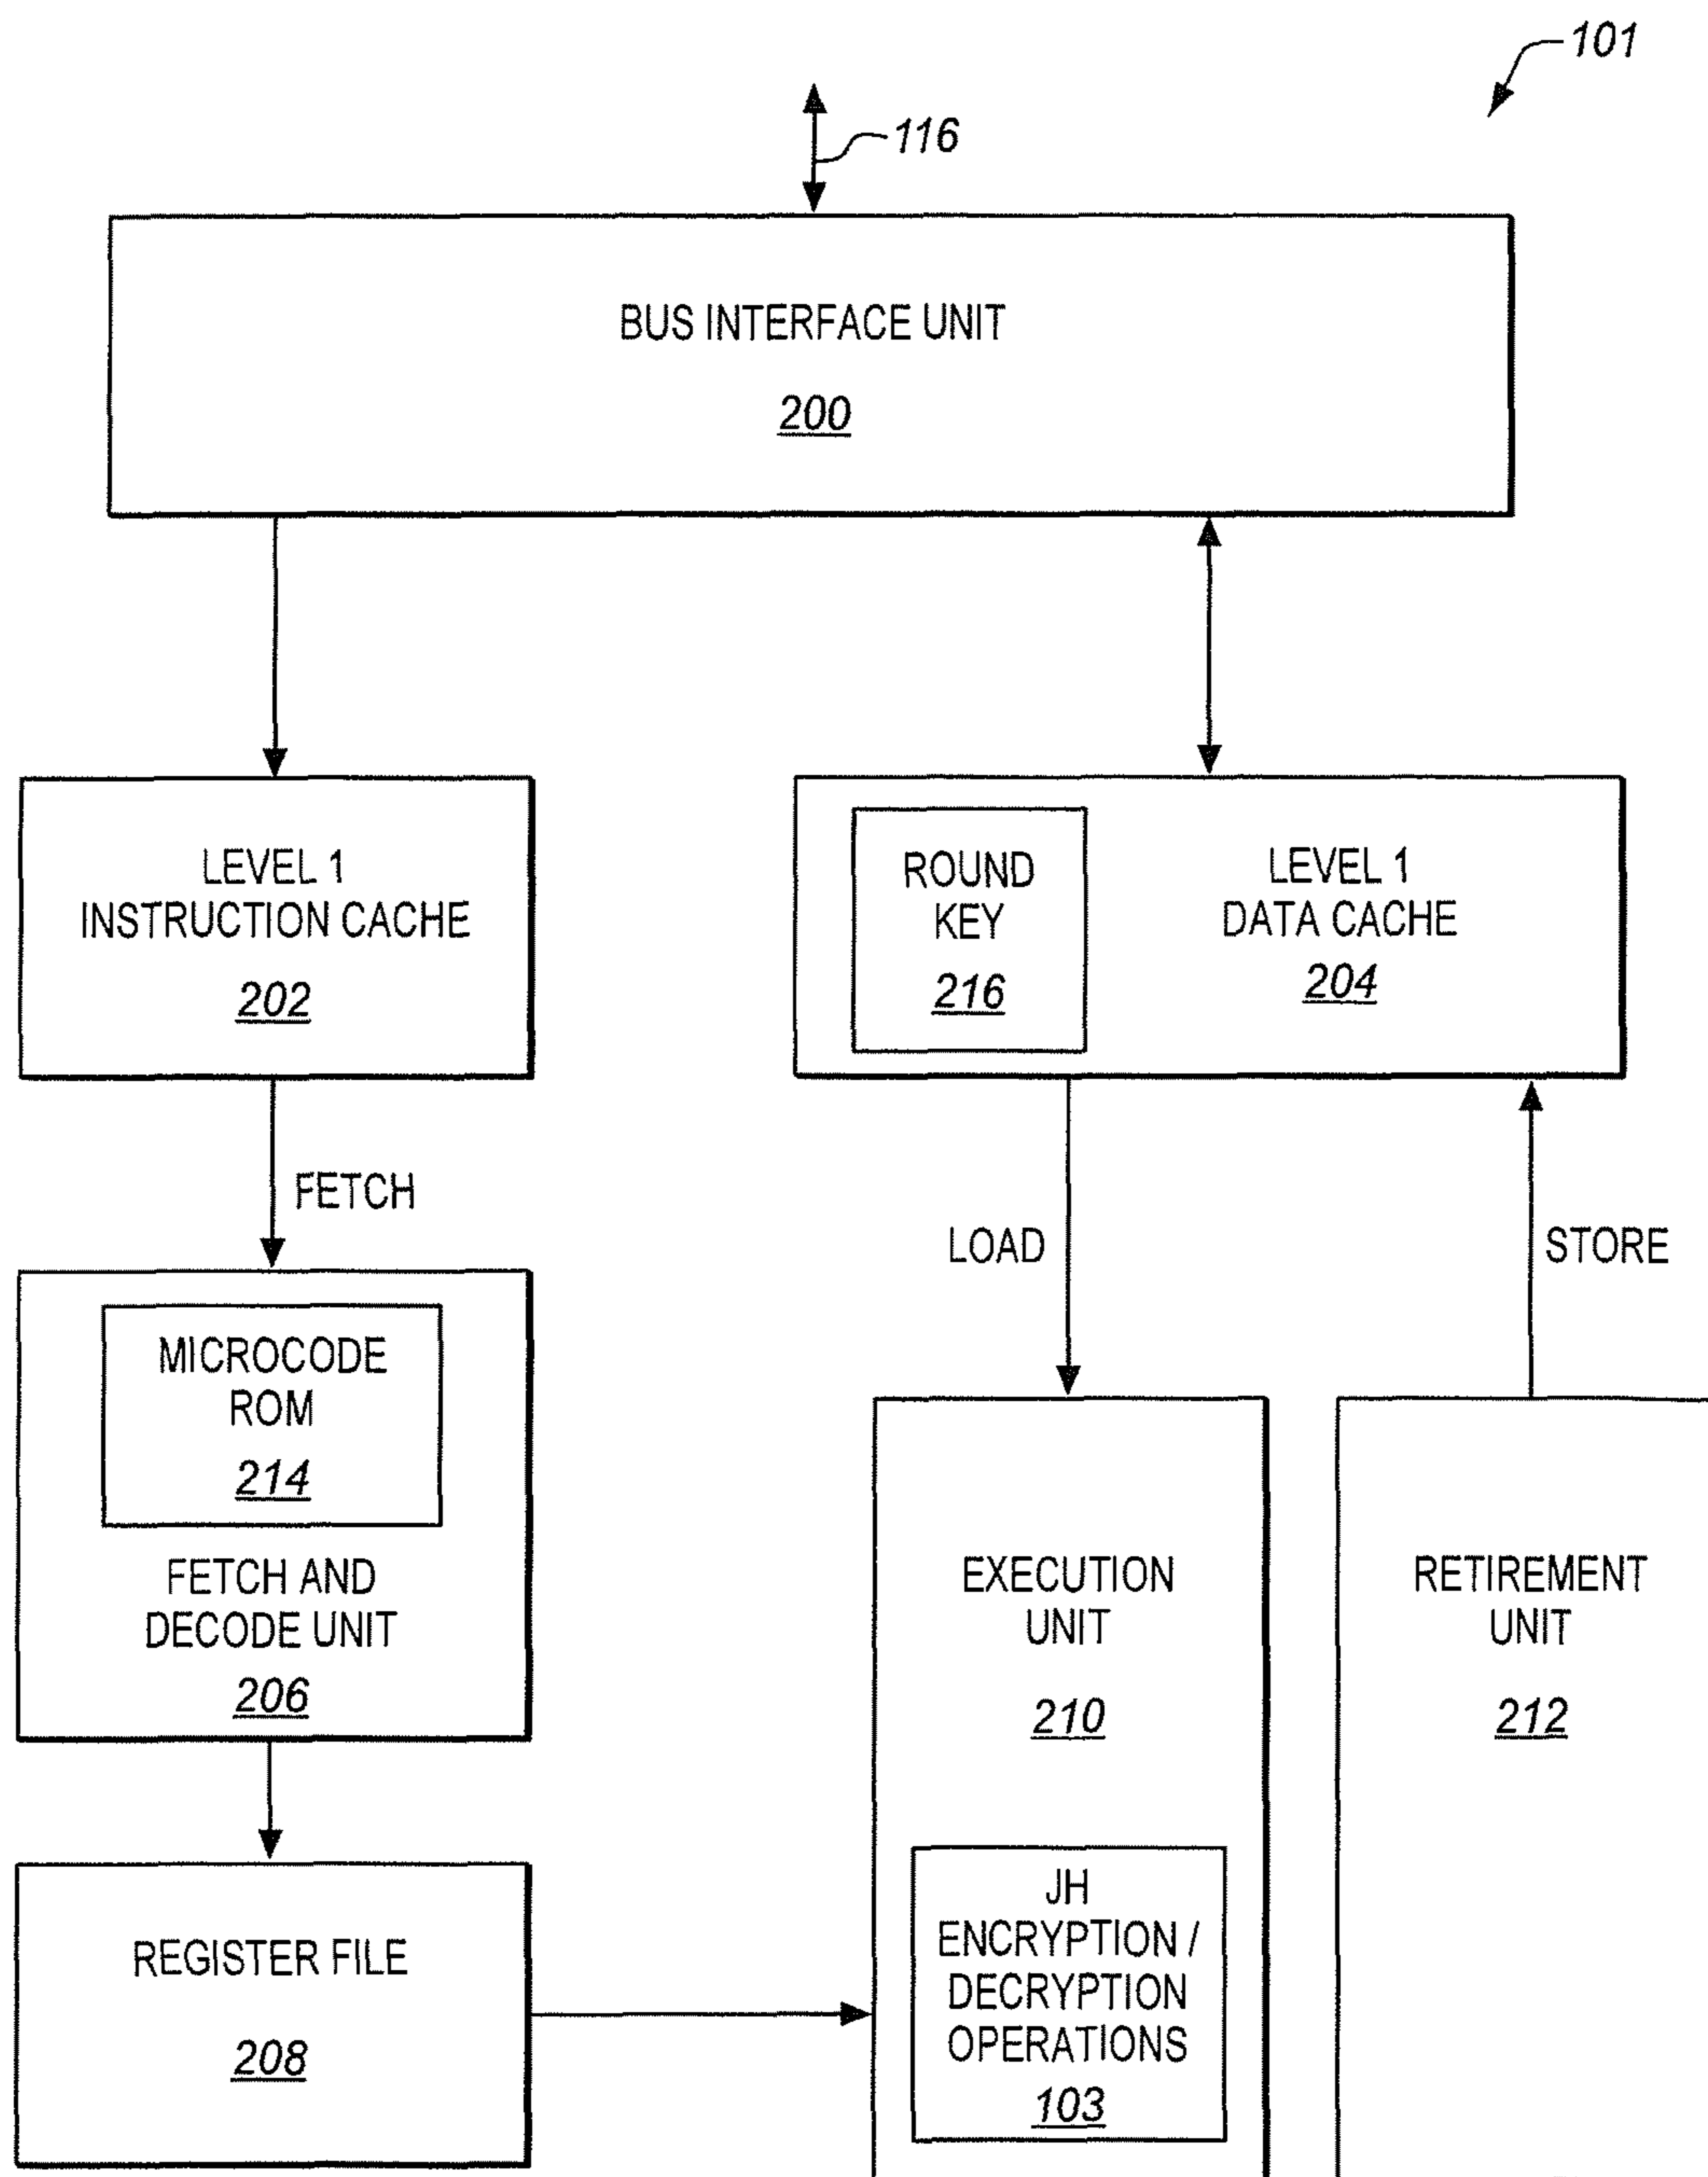 101
116
BUS INTERFACE UNIT
200
LEVEL 1
INSTRUCTION CACHE
202
ROUND
KEY
216
LEVEL 1
DATA CACHE
204
FETCH
LOAD
STORE
MICROCODE
ROM
214
FETCH AND
DECODE UNIT
206
EXECUTION
UNIT
210
RETIREMENT
UNIT
212
REGISTER FILE
208
JH
ENCRYPTION /
DECRYPTION
OPERATIONS
103